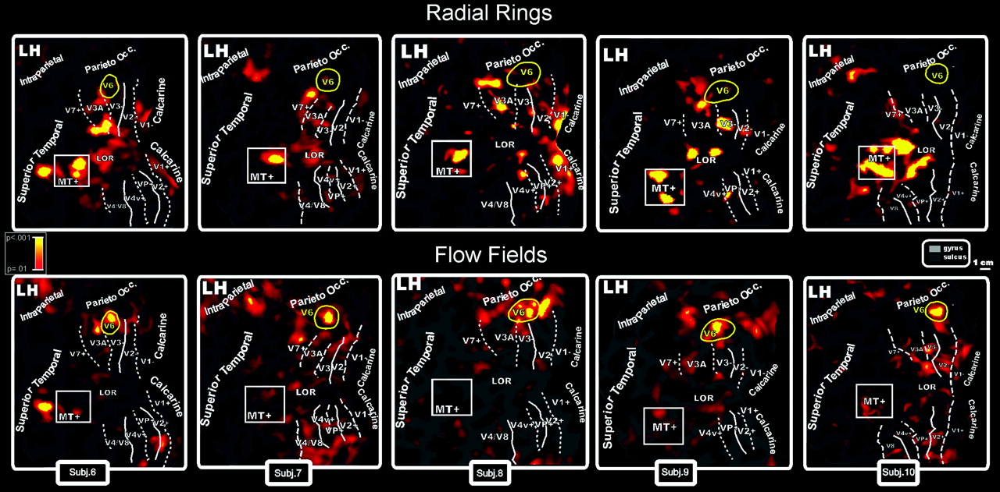 Radial Rings
LH
IntraParietal
Parieto Occ.
Superior Temporal
Calcarine
Calcarine
V6
V7+
V3A
V3-
V2-
V1-
MT+
LOR
V1+
VP+
V2+
V4v+
V4/V8
LH
IntraParietal
Parieto Occ.
Superior Temporal
Calcarine
Calcarine
V6
V7+
V3A
V3-
V2
V1-
MT+
LOR
V1+
V4v+
V2+
VP+
V4/V8
LH
IntraParietal
Parieto Occ.
Superior Temporal
Calcarine
Calcarine
V6
V7+
V3A
V3-
V2
V1-
LOR
MT+
V1+
V4v+
VP+
V2+
V4/V8
LH
IntraParietal
Parieto Occ.
Superior Temporal
Calcarine
Calcarine
V6
V7+
V3A
V3-
V2-
V1-
LOR
MT+
V1+
V4v+
VP
V2+
LH
IntraParietal
Parieto Occ.
Superior Temporal
Calcarine
Calcarine
V6
V7+
V3A
V3-
V2
V1-
LOR
MT+
V1+
V4v+
VP+
V2+
V8
p<.001
p=.01
Flow Fields
gyrus
sulcus
1 cm
LH
IntraParietal
Parieto Occ.
Superior Temporal
Calcarine
Calcarine
V6
V3A
V3-
V7+
V2
V1-
MT+
V1+
VP+
V2+
V4v+
V4/V8
Subj.6
LH
IntraParietal
Parieto Occ.
Superior Temporal
Calcarine
Calcarine
V6
V7+
V3A
V3
V2
V1-
LOR
MT+
V1+
V4v+
V2+
VP+
V4/V8
Subj.7
LH
IntraParietal
Parieto Occ.
Superior Temporal
Calcarine
Calcarine
V6
V7+
V3A
V3-
V2
V1-
LOR
MT+
V1+
V4v+
VP+
V2+
V4/V8
Subj.8
LH
IntraParietal
Parieto Occ.
Superior Temporal
Calcarine
Calcarine
V6
V7+
V3A
V3-
V2-
V1-
LOR
MT+
V1+
V4v+
VP
V2+
Subj.9
LH
IntraParietal
Parieto Occ.
Superior Temporal
Calcarine
Calcarine
V6
V7+
V3A
V3-
V2-
V1-
LOR
MT+
V1+
V4v+
VP+
V2+
V8
Subj.10